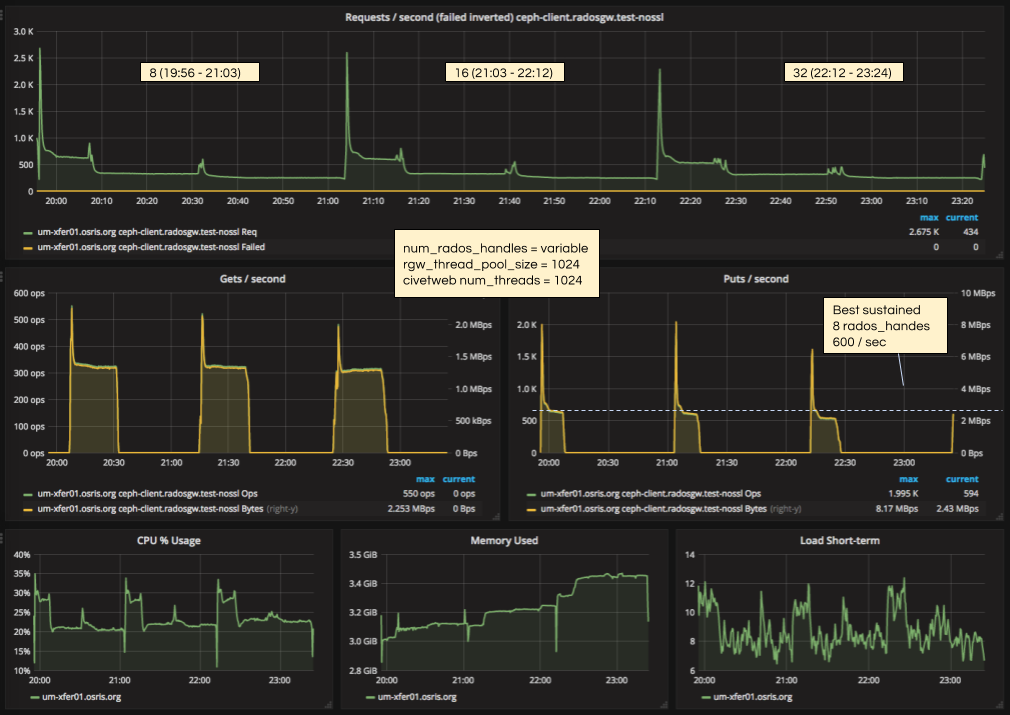 Requests / second (failed inverted) ceph-client.radosgw.test-nossl
3.0 K
2.5 K
2.0 K
1.5 K
1.0 K
500
0
8 (19:56 - 21:03)
16 (21:03 - 22:12)
32 (22:12 - 23:24)
20:00 20:10 20:20 20:30 20:40 20:50 21:00 21:10 21:20 21:30 21:40 21:50 22:00 22:10 22:20 22:30 22:40 22:50 23:00 23:10 23:20
max current
um-xfer01.osris.org ceph-client.radosgw.test-nossl Req 2.675 K 434
um-xfer01.osris.org ceph-client.radosgw.test-nossl Failed 0 0
num_rados_handles = variable
rgw_thread_pool_size = 1024
civetweb num_threads = 1024
Gets / second
600 ops
500 ops
400 ops
300 ops
200 ops
100 ops
0 ops
2.0 MBps
1.5 MBps
1.0 MBps
500 kBps
0 Bps
20:00 20:30 21:00 21:30 22:00 22:30 23:00
max current
um-xfer01.osris.org ceph-client.radosgw.test-nossl Ops 550 ops 0 ops
um-xfer01.osris.org ceph-client.radosgw.test-nossl Bytes (right-y) 2.253 MBps 0 Bps
Puts / second
2.0 K
1.5 K
1.0 K
500
0
10 MBps
8 MBps
6 MBps
4 MBps
2 MBps
0 Bps
Best sustained
8 rados_handes
600 / sec
20:00 20:30 21:00 21:30 22:00 22:30 23:00
max current
um-xfer01.osris.org ceph-client.radosgw.test-nossl Ops 1.995 K 594
um-xfer01.osris.org ceph-client.radosgw.test-nossl Bytes (right-y) 8.17 MBps 2.43 MBps
CPU % Usage
40%
35%
30%
25%
20%
15%
10%
20:00 21:00 22:00 23:00
um-xfer01.osris.org
Memory Used
3.5 GiB
3.4 GiB
3.2 GiB
3.0 GiB
2.8 GiB
20:00 21:00 22:00 23:00
um-xfer01.osris.org
Load Short-term
14
12
10
8
6
20:00 21:00 22:00 23:00
um-xfer01.osris.org